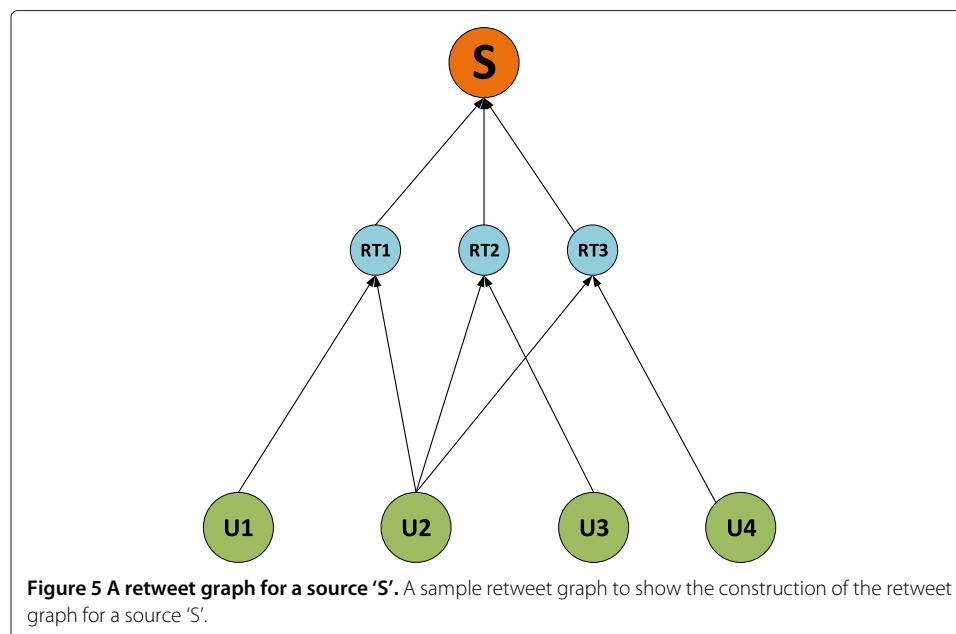 S
RT1 RT2 RT3
U1 U2 U3 U4
Figure 5 A retweet graph for a source ‘S’. A sample retweet graph to show the construction of the retweet
graph for a source ‘S’.